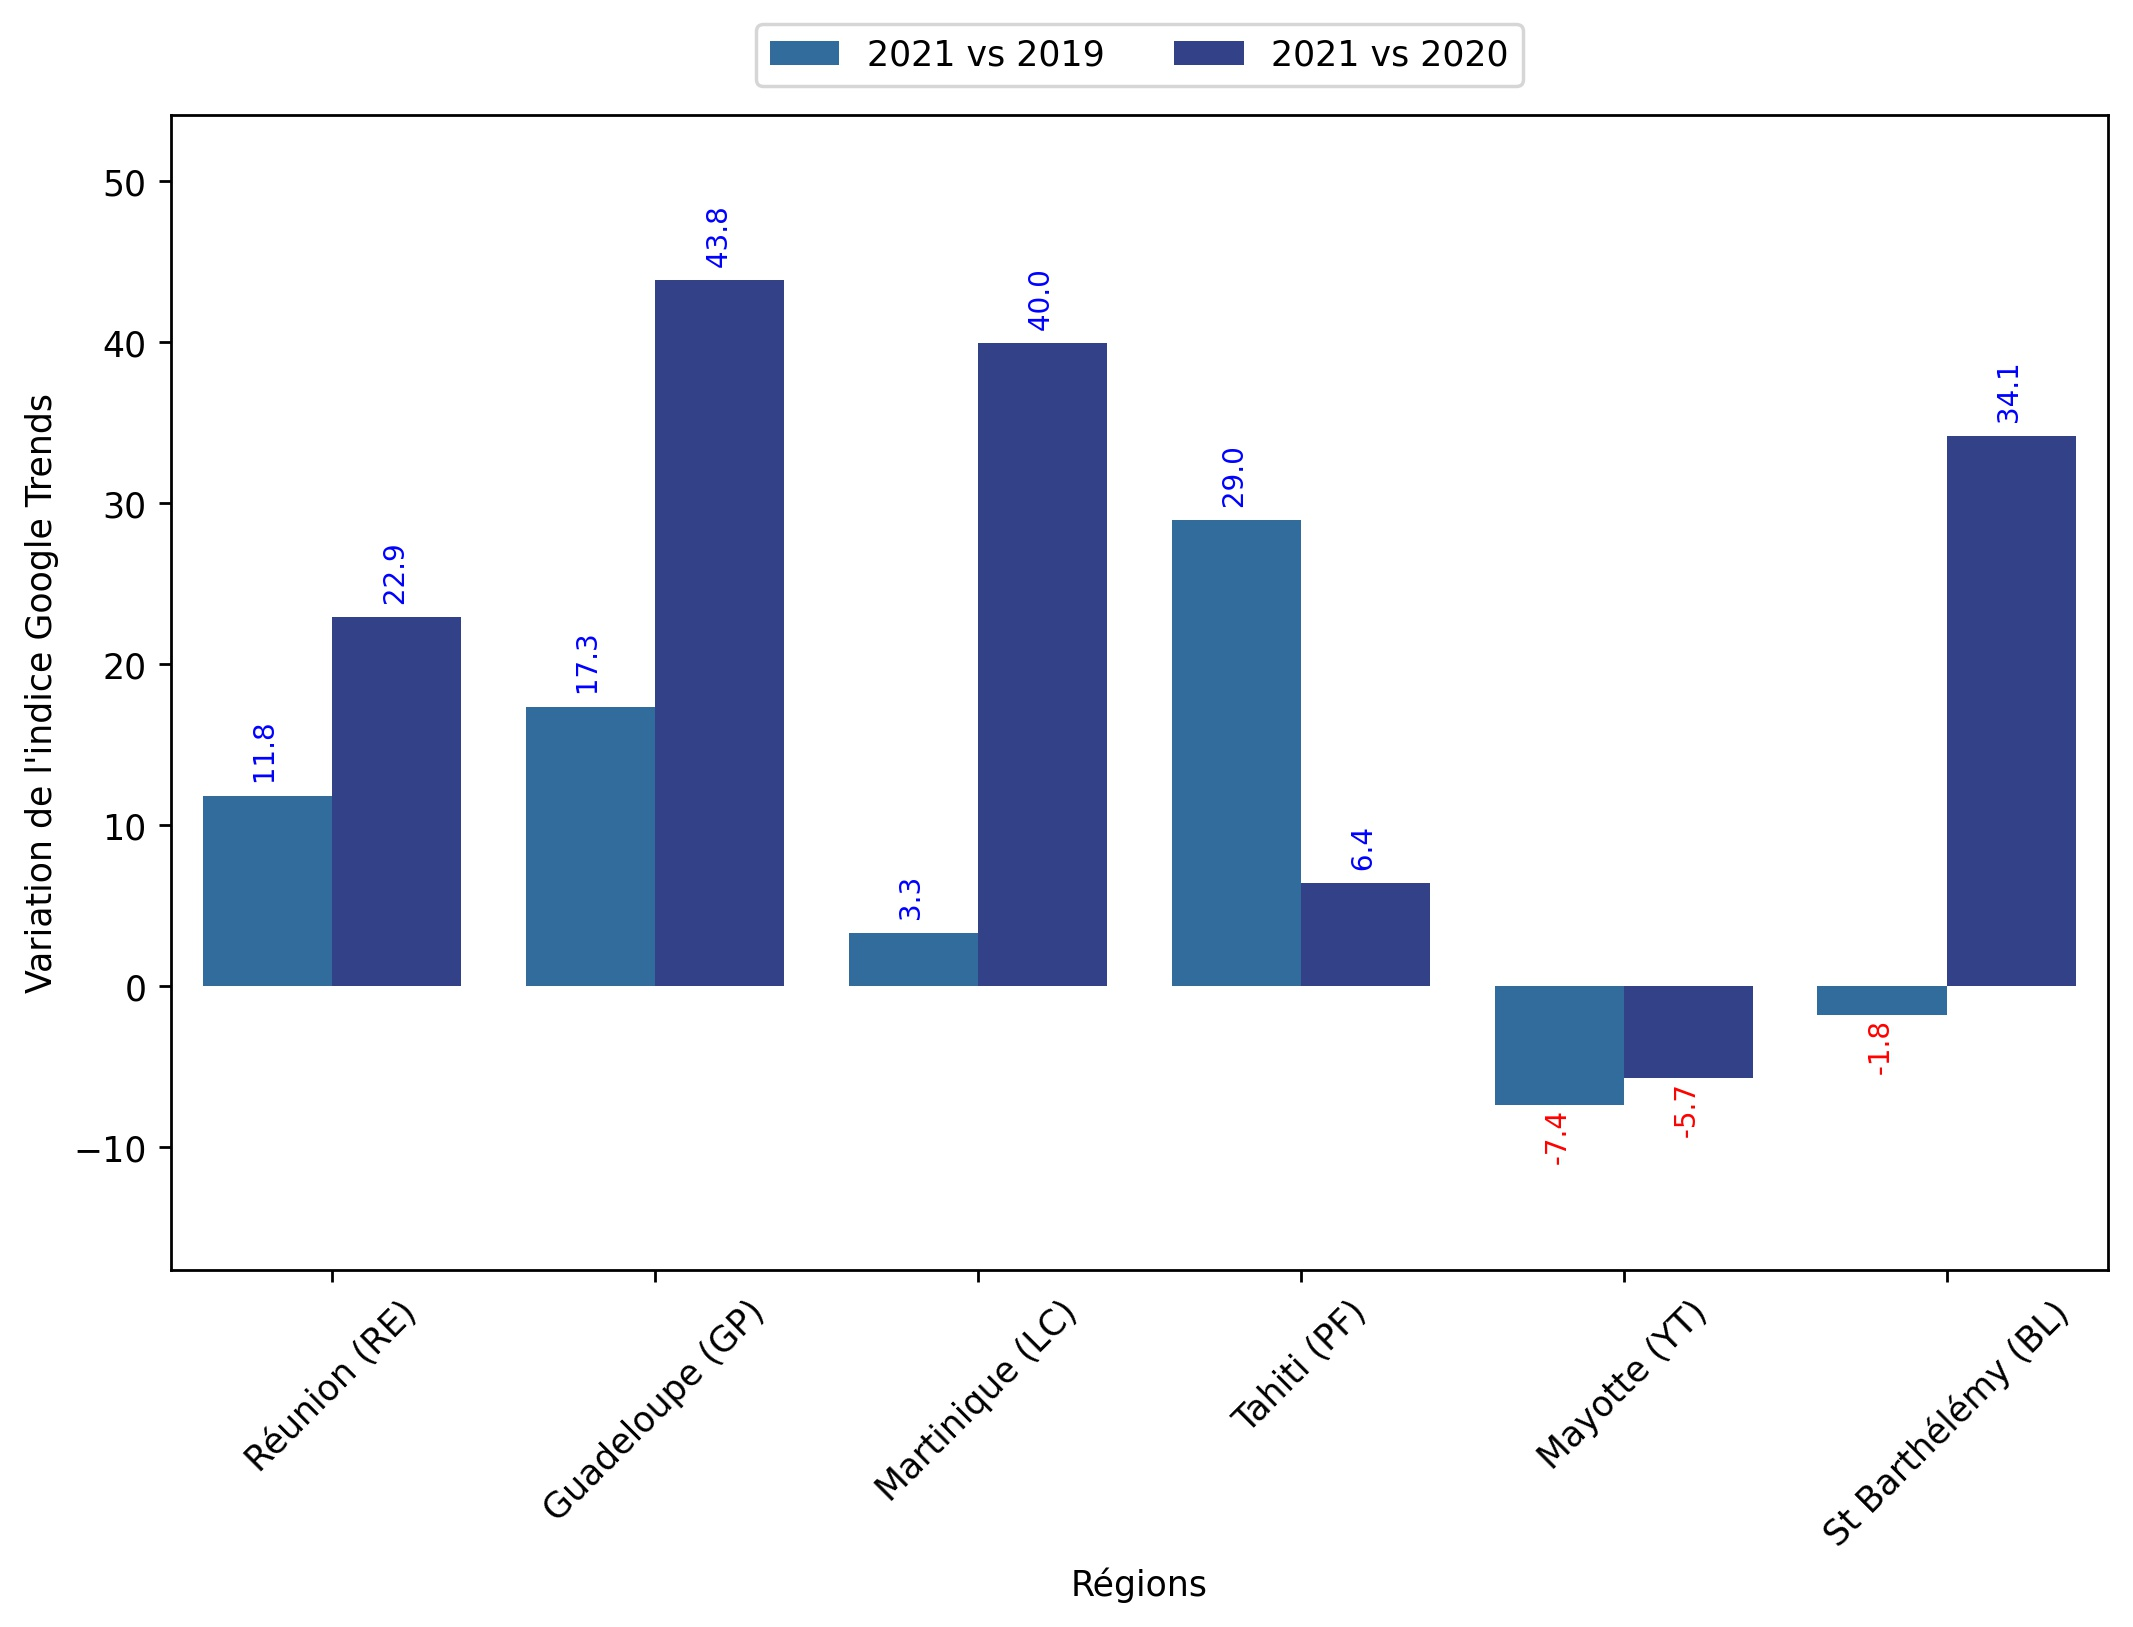 2021 vs 2019
2021 vs 2020
Variation de l'indice Google Trends
50
40
30
20
10
0
−10
11.8
22.9
17.3
43.8
3.3
40.0
29.0
6.4
-7.4
-5.7
-1.8
34.1
Réunion (RE)
Guadeloupe (GP)
Martinique (LC)
Tahiti (PF)
Mayotte (YT)
St Barthélémy (BL)
Régions